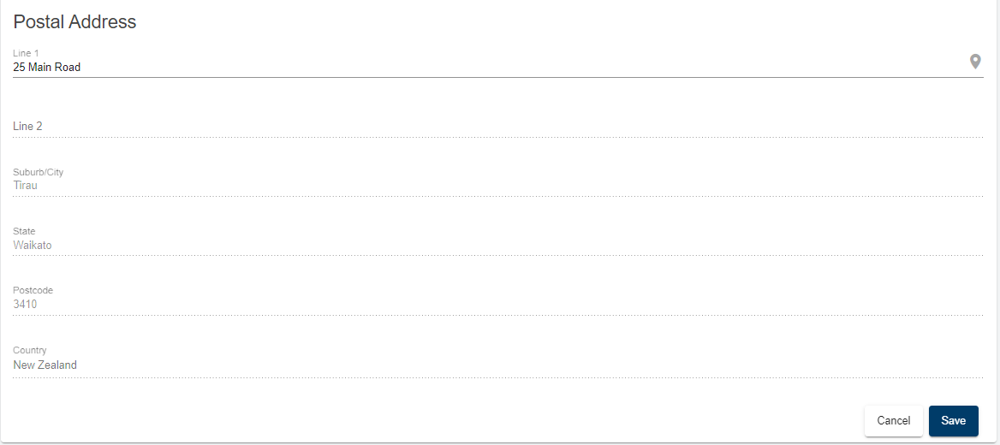 Postal Address
Line 1
25 Main Road
Line 2
Suburb/City
Tirau
State
Waikato
Postcode
3410
Country
New Zealand
Cancel Save